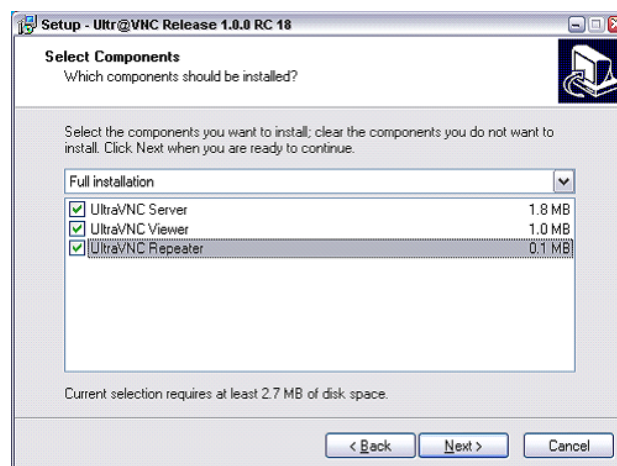 Setup - Ultr@VNC Release 1.0.0 RC 18
Select Components
Which components should be installed?
Select the components you want to install; clear the components you do not want to
install. Click Next when you are ready to continue.
Full installation
UltraVNC Server 1.8 MB
UltraVNC Viewer 1.0 MB
UltraVNC Repeater 0.1 MB
Current selection requires at least 2.7 MB of disk space.
< Back Next > Cancel